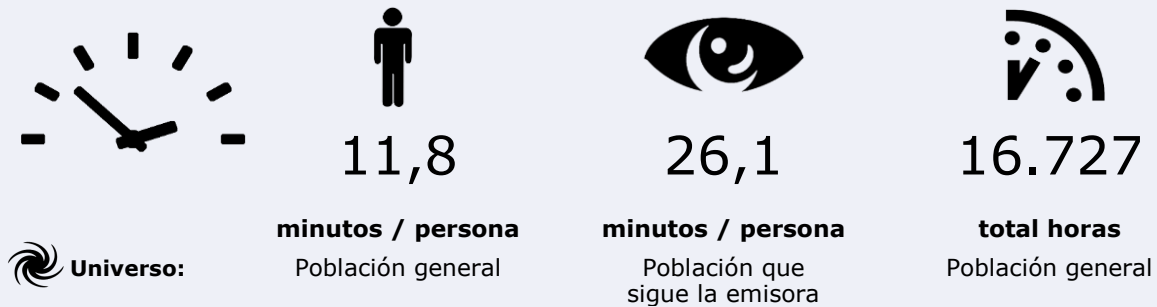 11,8
26,1
16.727
minutos / persona
minutos / persona
total horas
Universo:
Población general
Población que
sigue la emisora
Población general